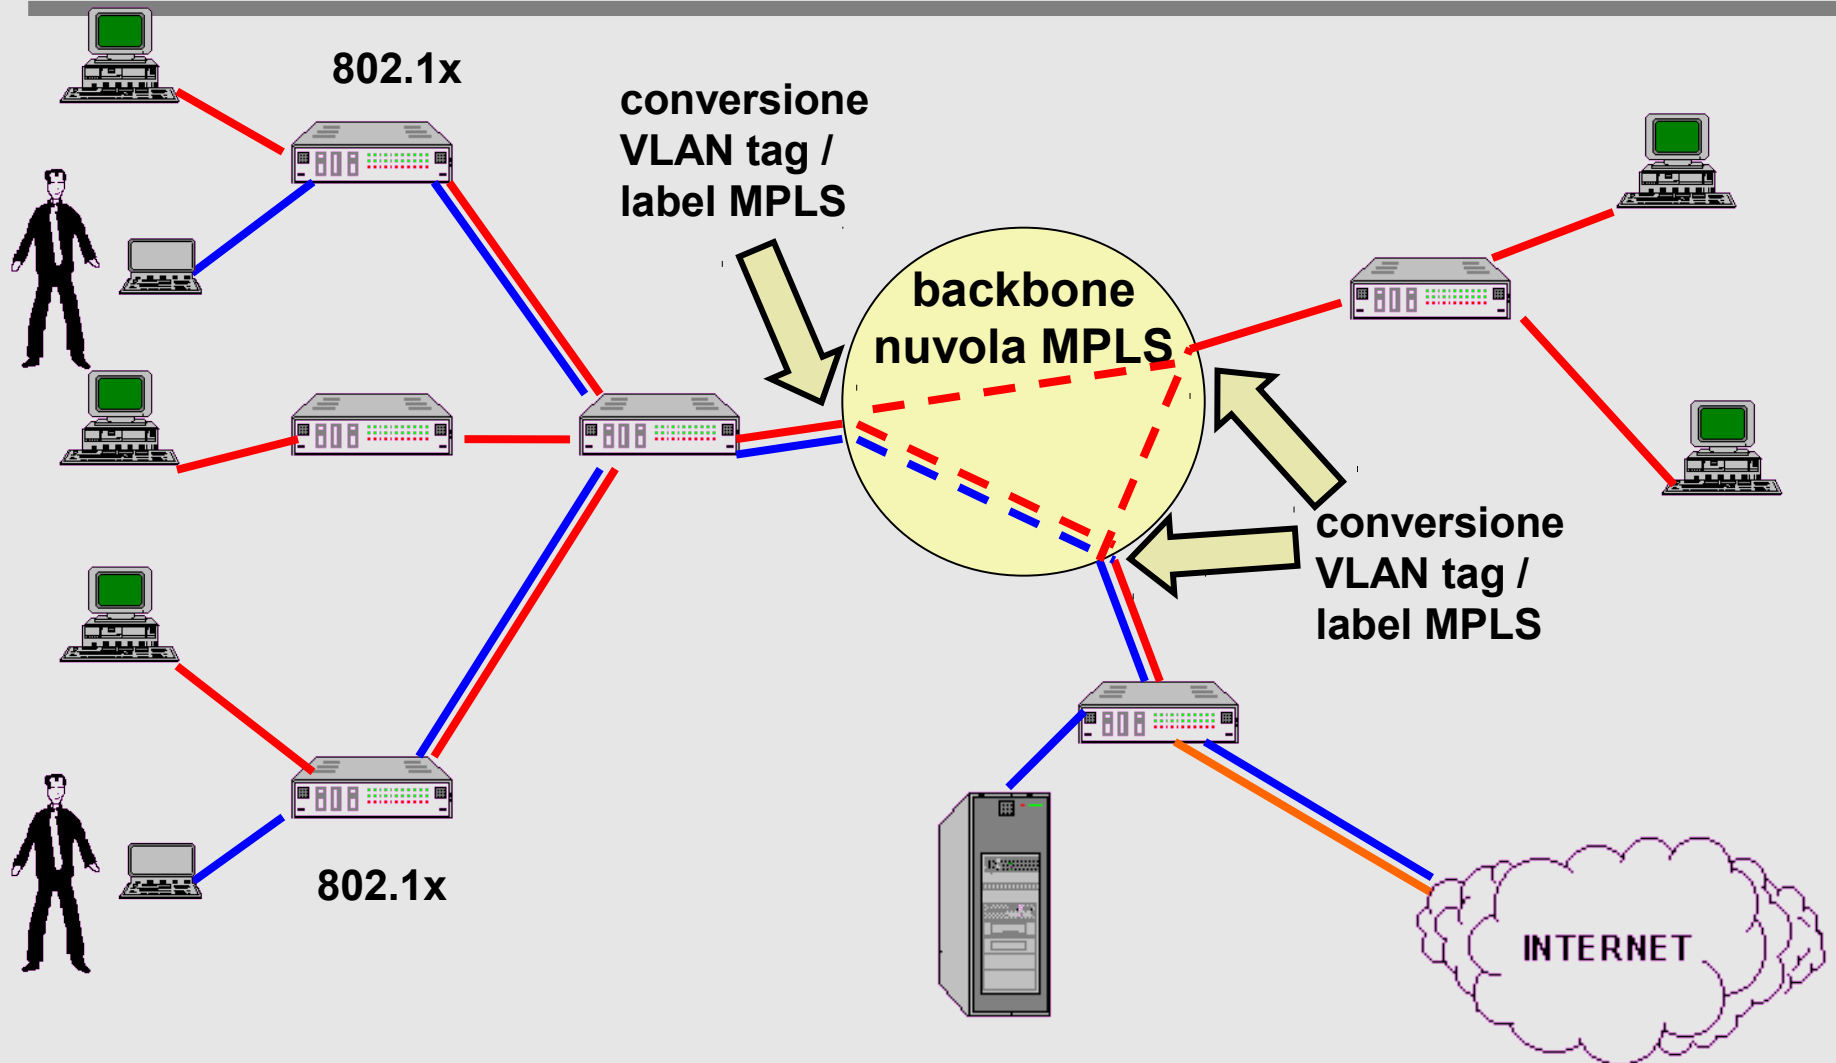 802.1x
conversione
VLAN tag /
label MPLS
backbone
nuvola MPLS
conversione
VLAN tag /
label MPLS
802.1x
INTERNET